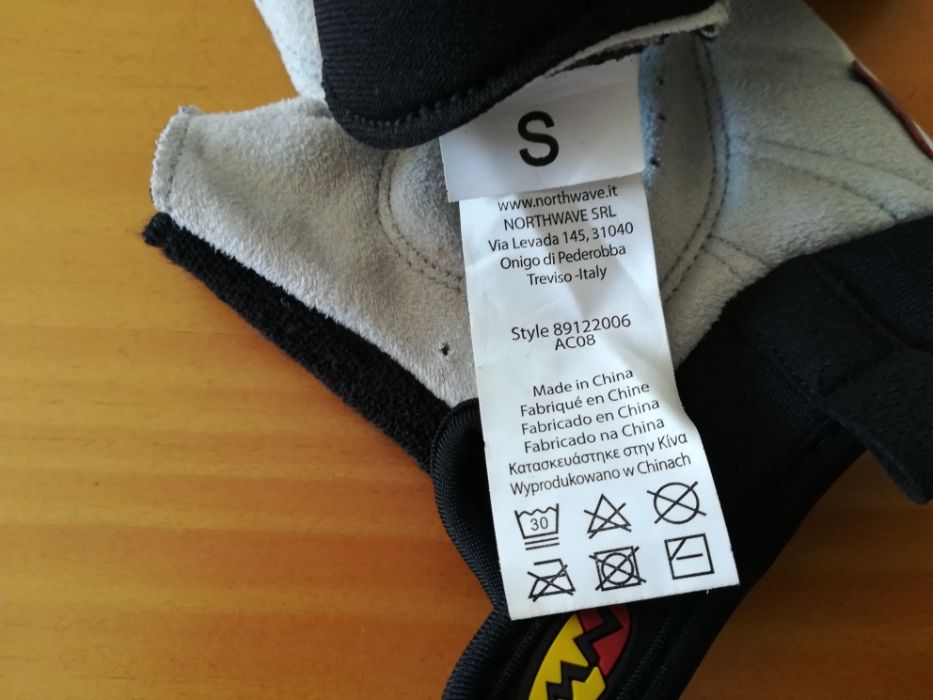 S
www.northwave.it
NORTHWAVE SRL
Via Levada 145, 31040
Onigo di Pederobba
Treviso -Italy
Style 89122006
AC08
Made in China
Fabriqué en Chine
Fabricado en China
Fabricado na China
Κατασκευάστηκε στην Κίνα
Wyprodukowano w Chinach
30